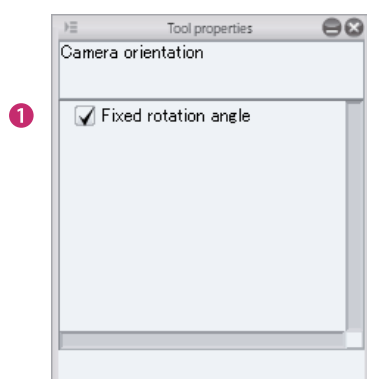 Tool properties
Camera orientation
1
Fixed rotation angle